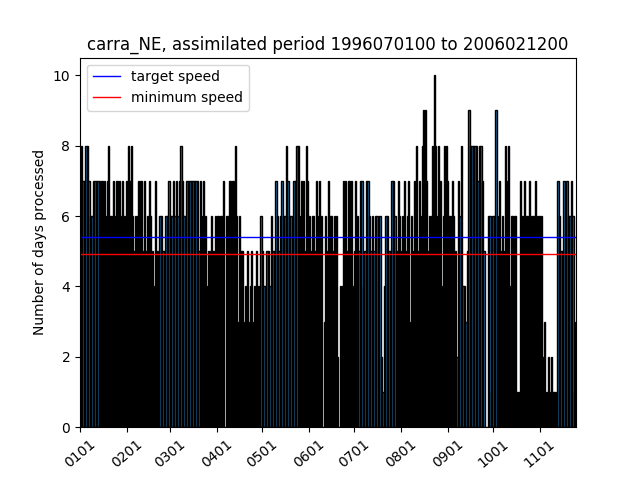 carra_NE, assimilated period 1996070100 to 2006021200
target speed
minimum speed
Number of days processed
10
8
6
4
2
0
0101 0201 0301 0401 0501 0601 0701 0801 0901 1001 1101